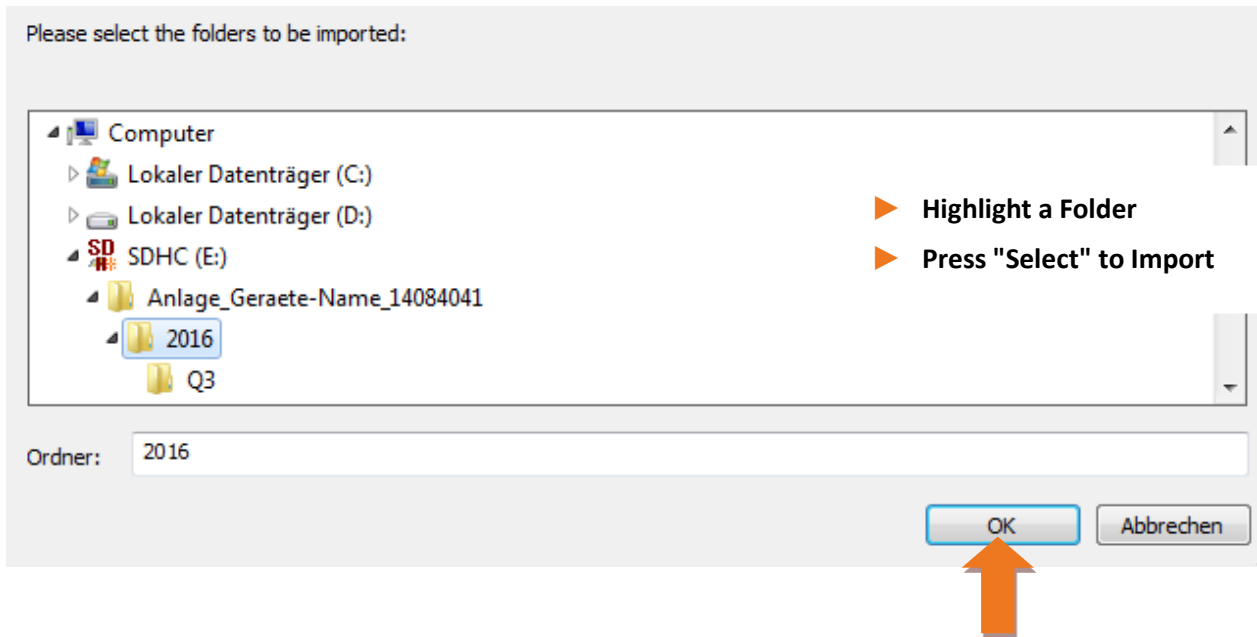 Please select the folders to be imported:
Computer
Lokaler Datenträger (C:)
Lokaler Datenträger (D:)
SDHC (E:)
Anlage_Geraete-Name_14084041
2016
Q3
Highlight a Folder
Press "Select" to Import
Ordner: 2016
OK Abbrechen